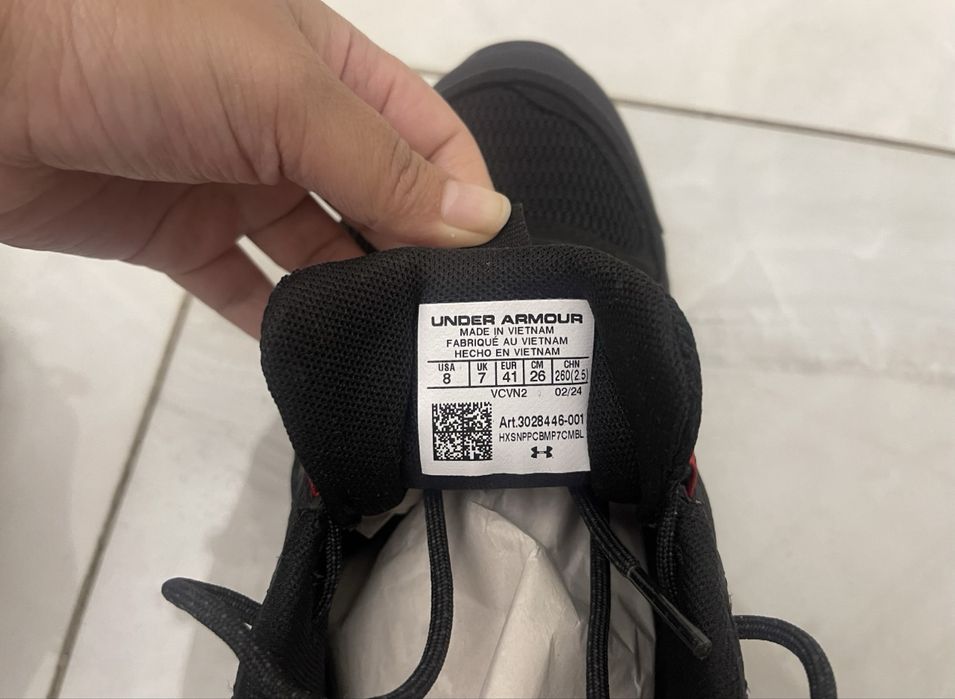 UNDER ARMOUR
MADE IN VIETNAM
FABRIQUÉ AU VIETNAM
HECHO EN VIETNAM
USA UK EUR CM CHN
8 7 41 26 260(2.5)
VCVN2 02/24
Art.3028446-001
HXSNPPCBMP7CMBL